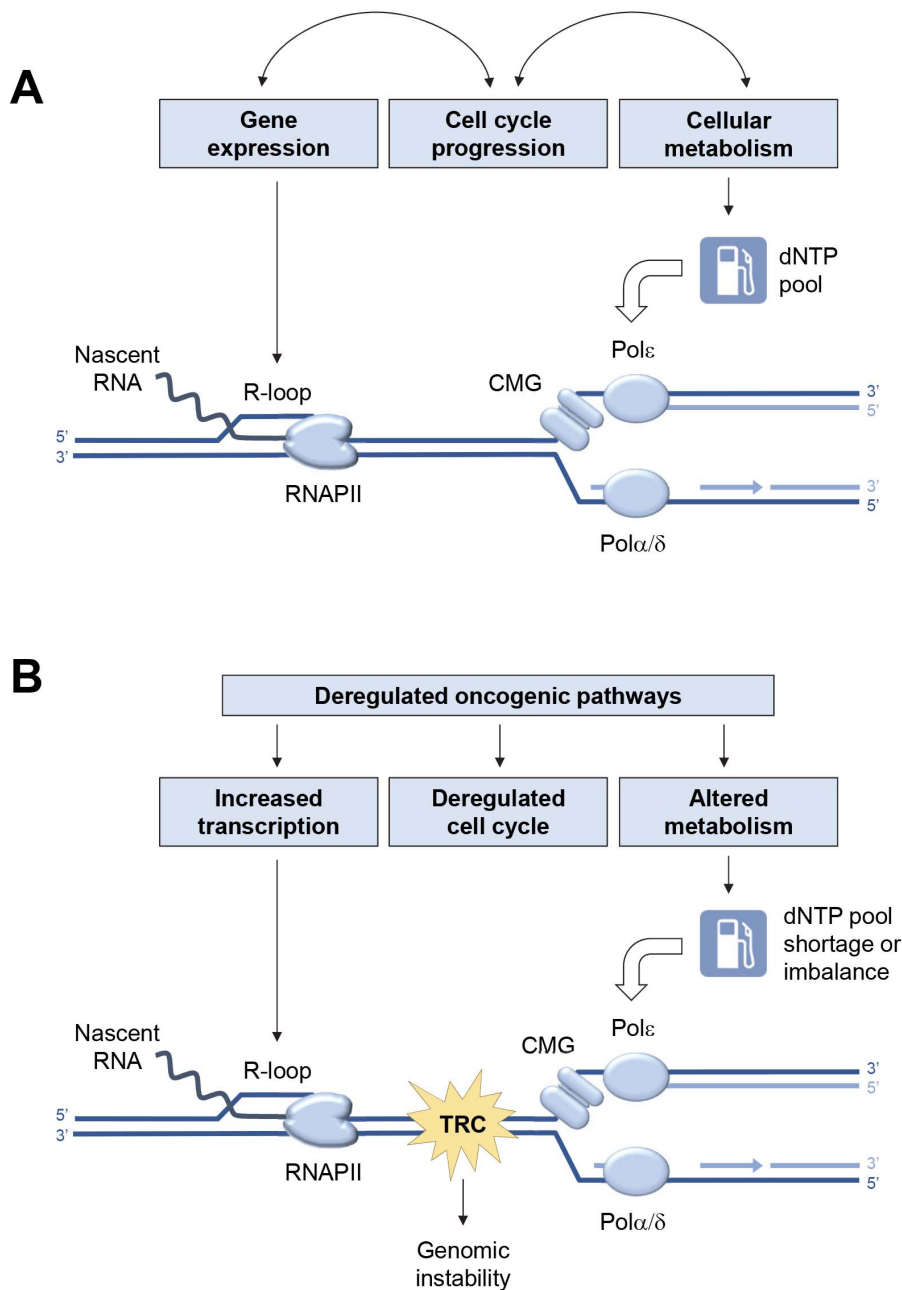 A
Gene
expression
Cell cycle
progression
Cellular
metabolism
dNTP
pool
Nascent
RNA
R-loop
CMG
Polε
3’
5’
5’
3’
RNAPII
3’
5’
Polα/δ
B
Deregulated oncogenic pathways
Increased
transcription
Deregulated
cell cycle
Altered
metabolism
dNTP pool
shortage or
imbalance
Nascent
RNA
R-loop
CMG
Polε
3’
5’
5’
3’
TRC
RNAPII
3’
5’
Polα/δ
Genomic
instability